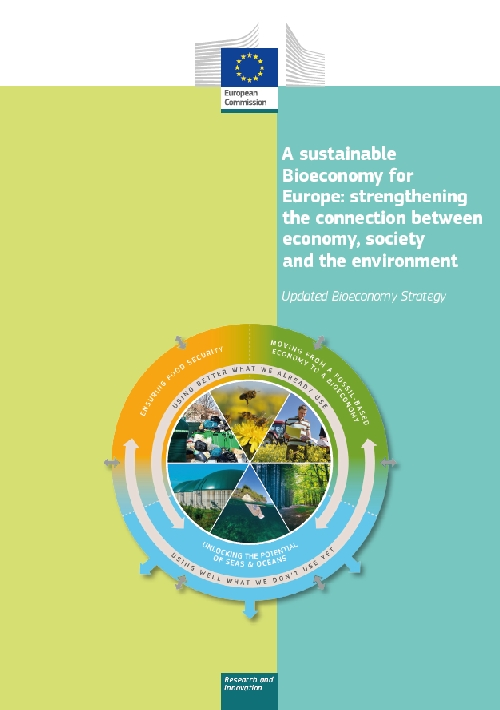 European
Commission
A sustainable
Bioeconomy for
Europe: strengthening
the connection between
economy, society
and the environment
Updated Bioeconomy Strategy
ENSURING FOOD SECURITY
MOVING FROM A FOSSIL-BASED
ECONOMY TO A BIOECONOMY
USING BETTER WHAT WE ALREADY USE
UNLOCKING THE POTENTIAL
OF SEAS & OCEANS
USING WELL WHAT WE DON'T USE YET
Research and
Innovation